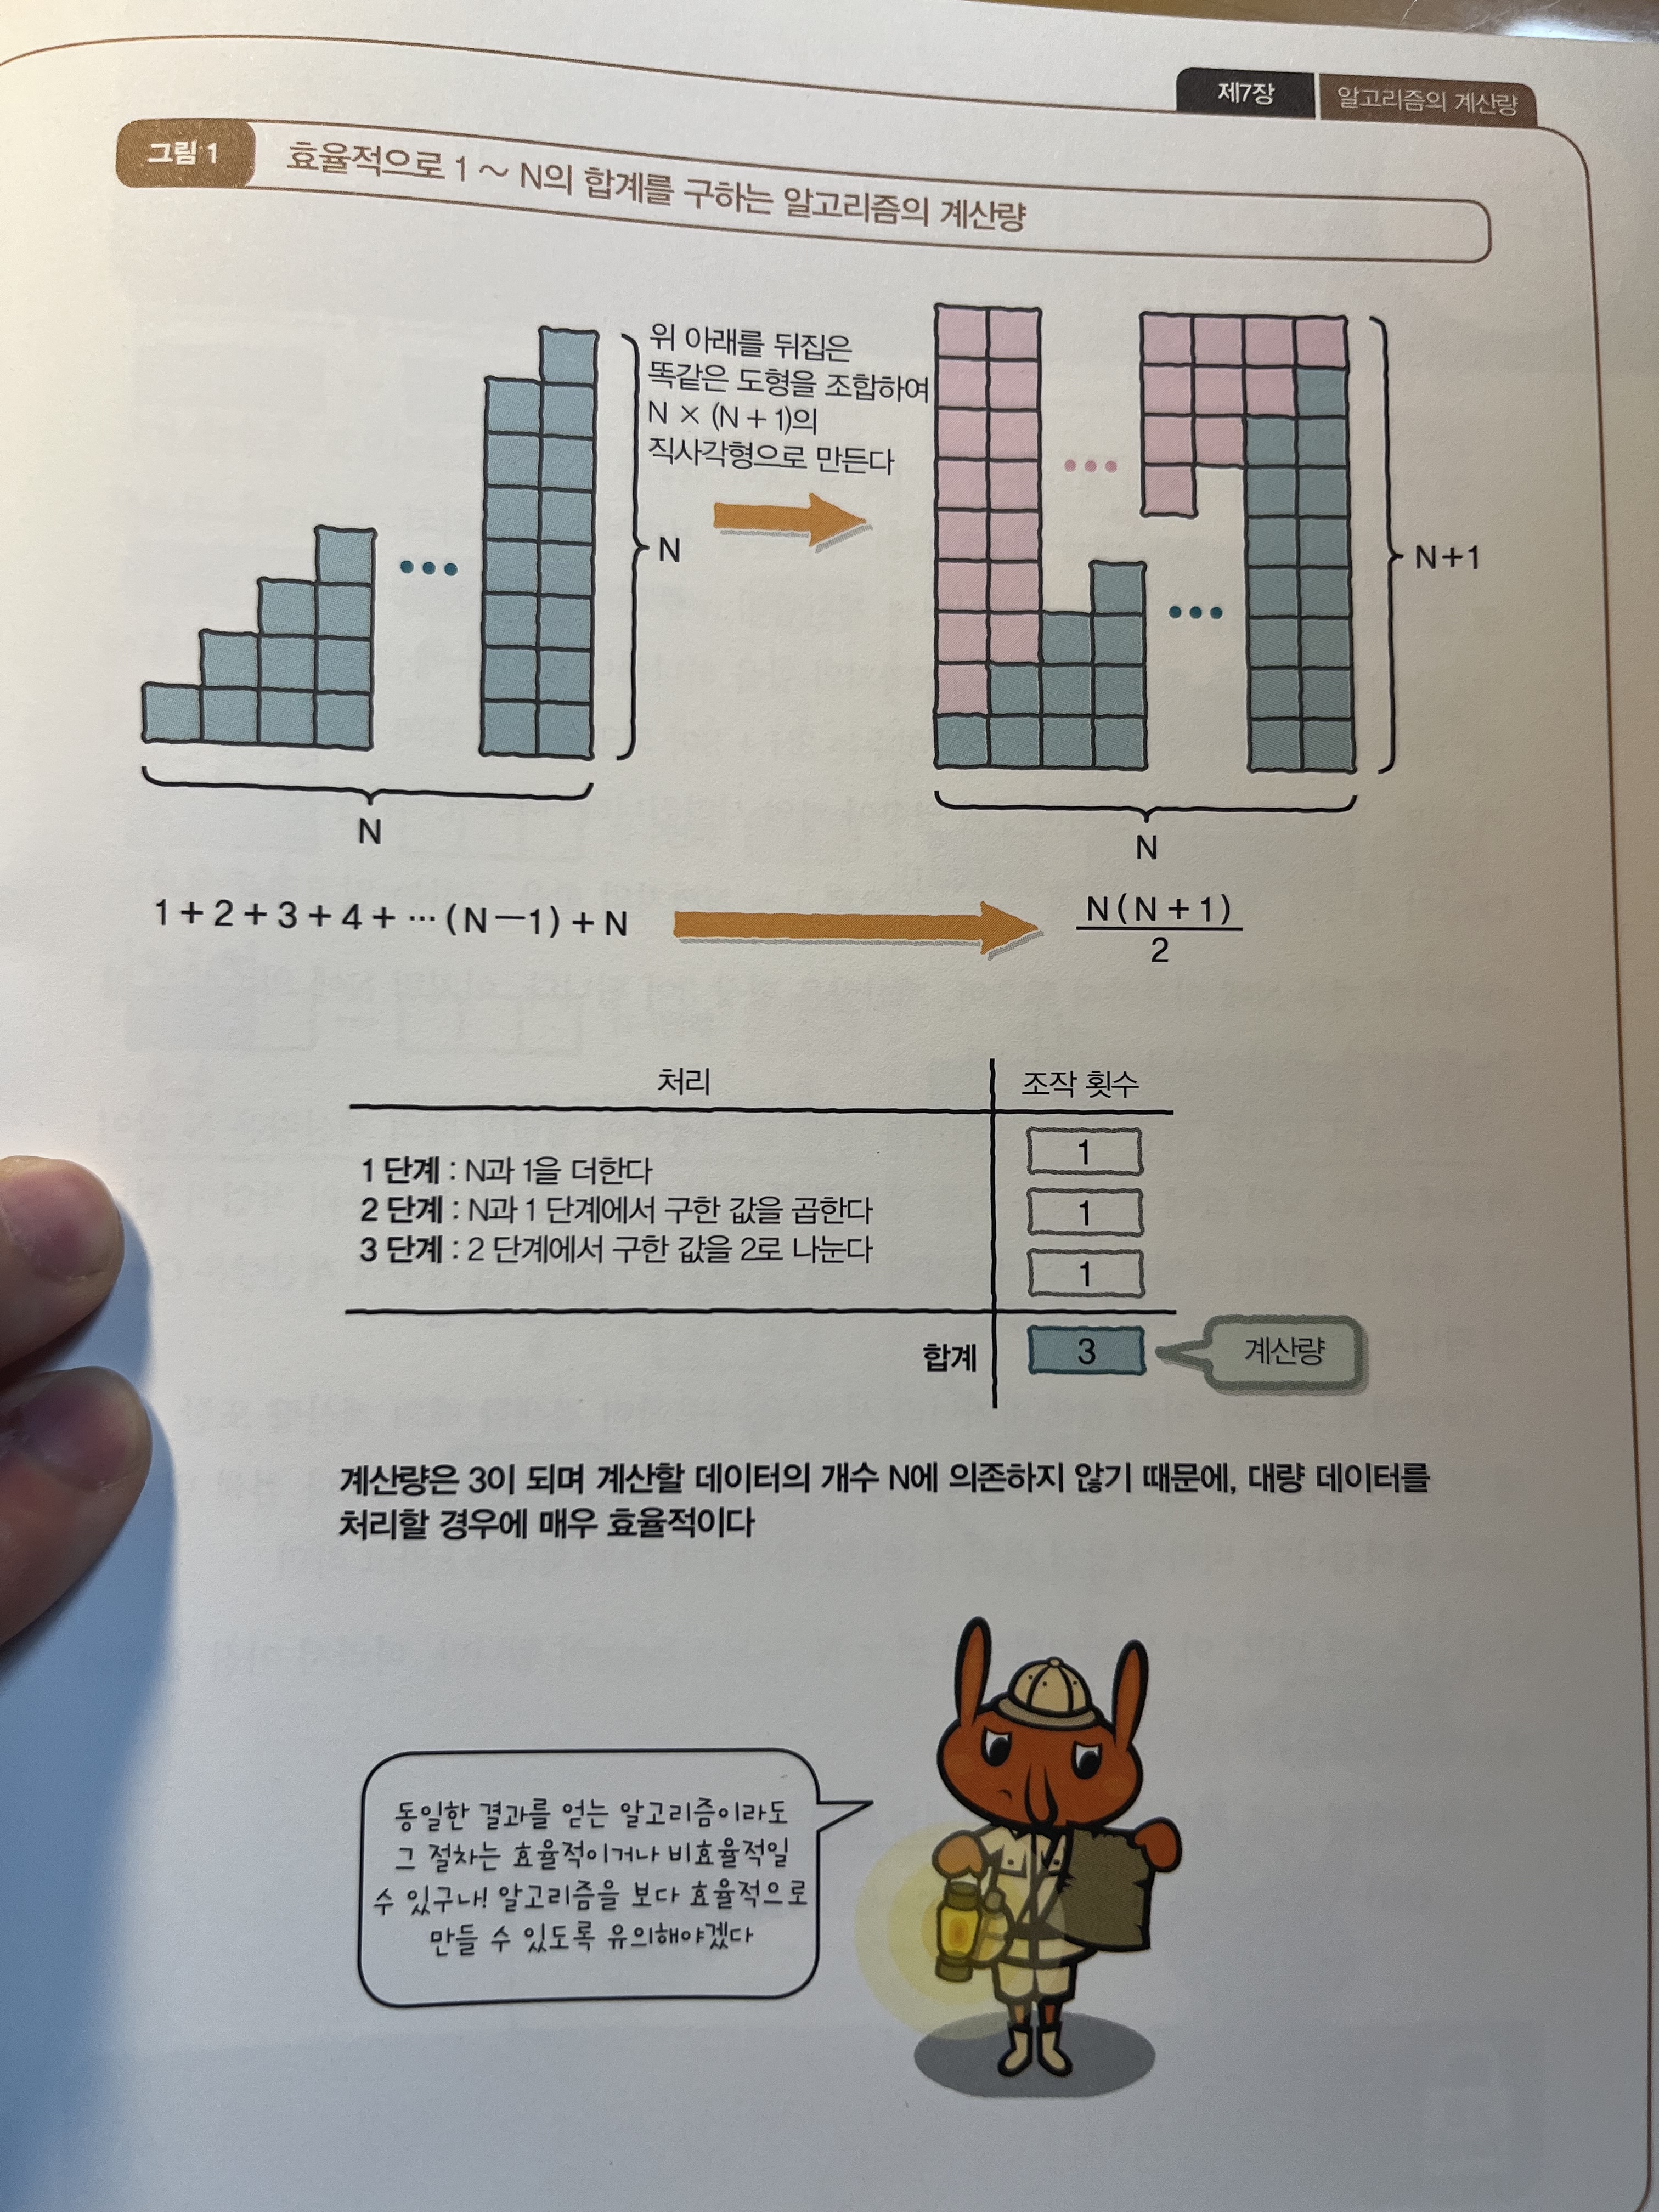 제7장 알고리즘의 계산량
그림 1 효율적으로 1 ~ N의 합계를 구하는 알고리즘의 계산량
위 아래를 뒤집은
똑같은 도형을 조합하여
N × (N + 1)의
직사각형으로 만든다
N
N+1
N
N
1 + 2 + 3 + 4 + ··· (N－1) + N
N (N + 1)
2
처리 조작 횟수
1 단계 : N과 1을 더한다
1
2 단계 : N과 1 단계에서 구한 값을 곱한다
1
3 단계 : 2 단계에서 구한 값을 2로 나눈다
1
합계 3 계산량
계산량은 3이 되며 계산할 데이터의 개수 N에 의존하지 않기 때문에, 대량 데이터를
처리할 경우에 매우 효율적이다
동일한 결과를 얻는 알고리즘이라도
그 절차는 효율적이거나 비효율적일
수 있구나! 알고리즘을 보다 효율적으로
만들 수 있도록 유의해야겠다